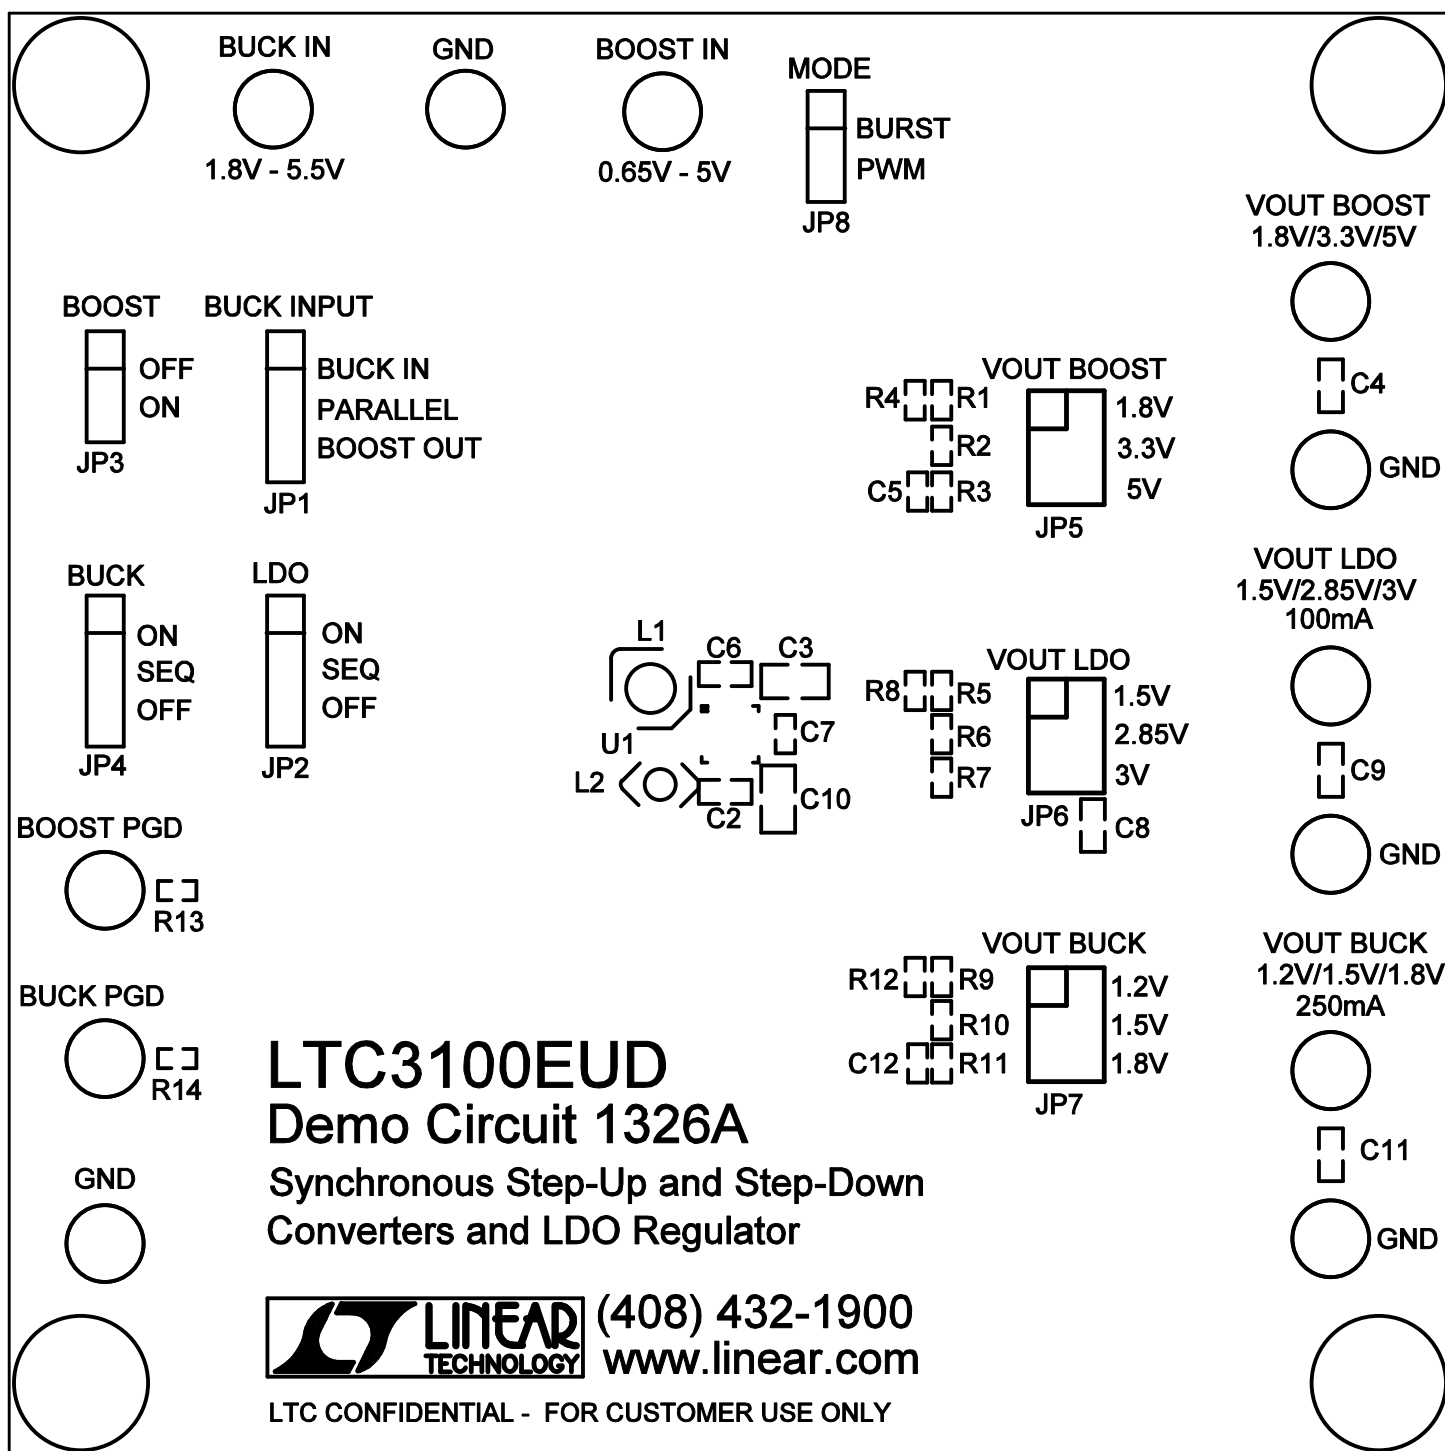 BUCK IN
GND
BOOST IN
MODE
1.8V - 5.5V
0.65V - 5V
BURST
PWM
JP8
VOUT BOOST
1.8V/3.3V/5V
C4
GND
BOOST
OFF
ON
JP3
BUCK INPUT
BUCK IN
PARALLEL
BOOST OUT
JP1
VOUT BOOST
R4
R1
1.8V
R2
3.3V
C5
R3
5V
JP5
BUCK
ON
SEQ
OFF
JP4
LDO
ON
SEQ
OFF
JP2
L1
C6
C3
U1
C7
L2
C2
C10
VOUT LDO
R8
R5
1.5V
R6
2.85V
R7
3V
JP6
C8
VOUT LDO
1.5V/2.85V/3V
100mA
C9
GND
BOOST PGD
R13
BUCK PGD
R14
GND
VOUT BUCK
R12
R9
1.2V
R10
1.5V
C12
R11
1.8V
JP7
VOUT BUCK
1.2V/1.5V/1.8V
250mA
C11
GND
LTC3100EUD
Demo Circuit 1326A
Synchronous Step-Up and Step-Down
Converters and LDO Regulator
LINEAR
TECHNOLOGY
(408) 432-1900
www.linear.com
LTC CONFIDENTIAL - FOR CUSTOMER USE ONLY